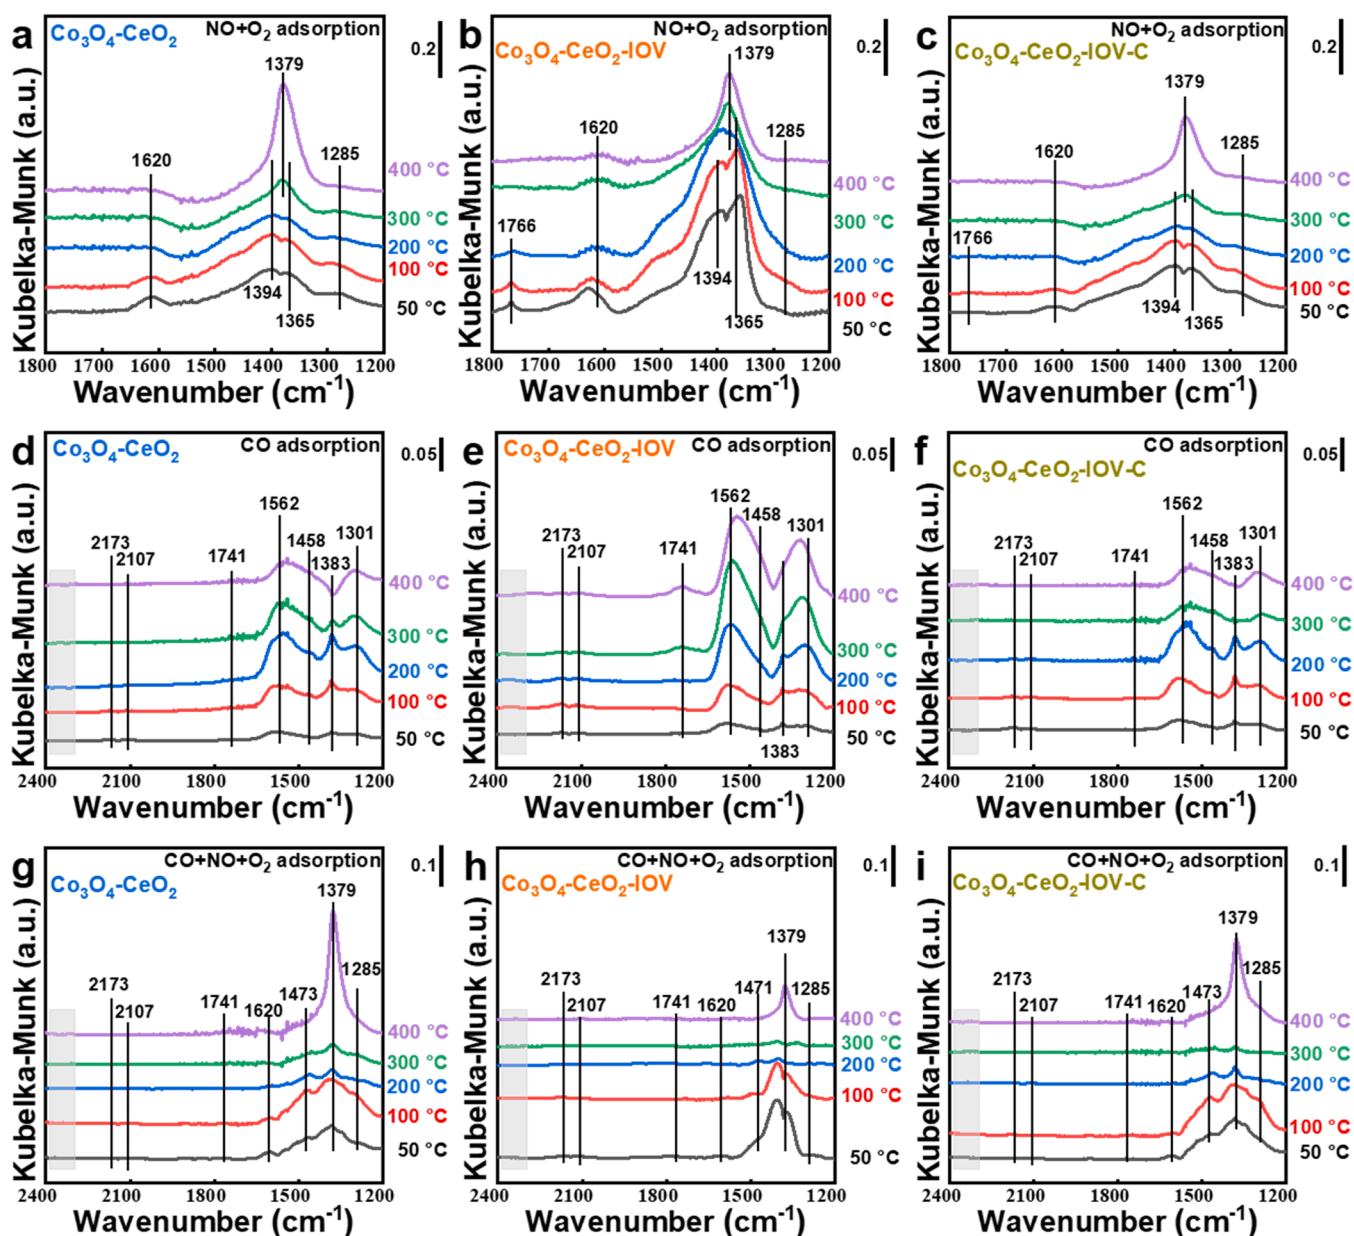 a
Co₃O₄-CeO₂
NO+O₂ adsorption
0.2
1379
1620
1285
400 °C
300 °C
200 °C
100 °C
50 °C
1394
1365
Kubelka-Munk (a.u.)
1800 1700 1600 1500 1400 1300 1200
Wavenumber (cm⁻¹)
b
NO+O₂ adsorption
Co₃O₄-CeO₂-IOV
0.2
1379
1620
1285
1766
400 °C
300 °C
200 °C
100 °C
50 °C
1394
1365
Kubelka-Munk (a.u.)
1800 1700 1600 1500 1400 1300 1200
Wavenumber (cm⁻¹)
c
NO+O₂ adsorption
Co₃O₄-CeO₂-IOV-C
0.2
1379
1620
1285
1766
400 °C
300 °C
200 °C
100 °C
50 °C
1394
1365
Kubelka-Munk (a.u.)
1800 1700 1600 1500 1400 1300 1200
Wavenumber (cm⁻¹)
d
Co₃O₄-CeO₂
CO adsorption
0.05
1562
2173
2107
1741
1458
1383
1301
400 °C
300 °C
200 °C
100 °C
50 °C
Kubelka-Munk (a.u.)
2400 2100 1800 1500 1200
Wavenumber (cm⁻¹)
e
CO adsorption
Co₃O₄-CeO₂-IOV
0.05
1562
1458
1301
2173
2107
1741
400 °C
300 °C
200 °C
100 °C
50 °C
1383
Kubelka-Munk (a.u.)
2400 2100 1800 1500 1200
Wavenumber (cm⁻¹)
f
CO adsorption
Co₃O₄-CeO₂-IOV-C
0.05
1562
2173
2107
1741
1458
1383
1301
400 °C
300 °C
200 °C
100 °C
50 °C
Kubelka-Munk (a.u.)
2400 2100 1800 1500 1200
Wavenumber (cm⁻¹)
g
CO+NO+O₂ adsorption
Co₃O₄-CeO₂
0.1
1379
1285
2173
2107
1741
1620
1473
400 °C
300 °C
200 °C
100 °C
50 °C
Kubelka-Munk (a.u.)
2400 2100 1800 1500 1200
Wavenumber (cm⁻¹)
h
CO+NO+O₂ adsorption
Co₃O₄-CeO₂-IOV
0.1
1379
2173
2107
1741
1620
1471
1285
400 °C
300 °C
200 °C
100 °C
50 °C
Kubelka-Munk (a.u.)
2400 2100 1800 1500 1200
Wavenumber (cm⁻¹)
i
CO+NO+O₂ adsorption
Co₃O₄-CeO₂-IOV-C
0.1
1379
1285
2173
2107
1741
1620
1473
400 °C
300 °C
200 °C
100 °C
50 °C
Kubelka-Munk (a.u.)
2400 2100 1800 1500 1200
Wavenumber (cm⁻¹)